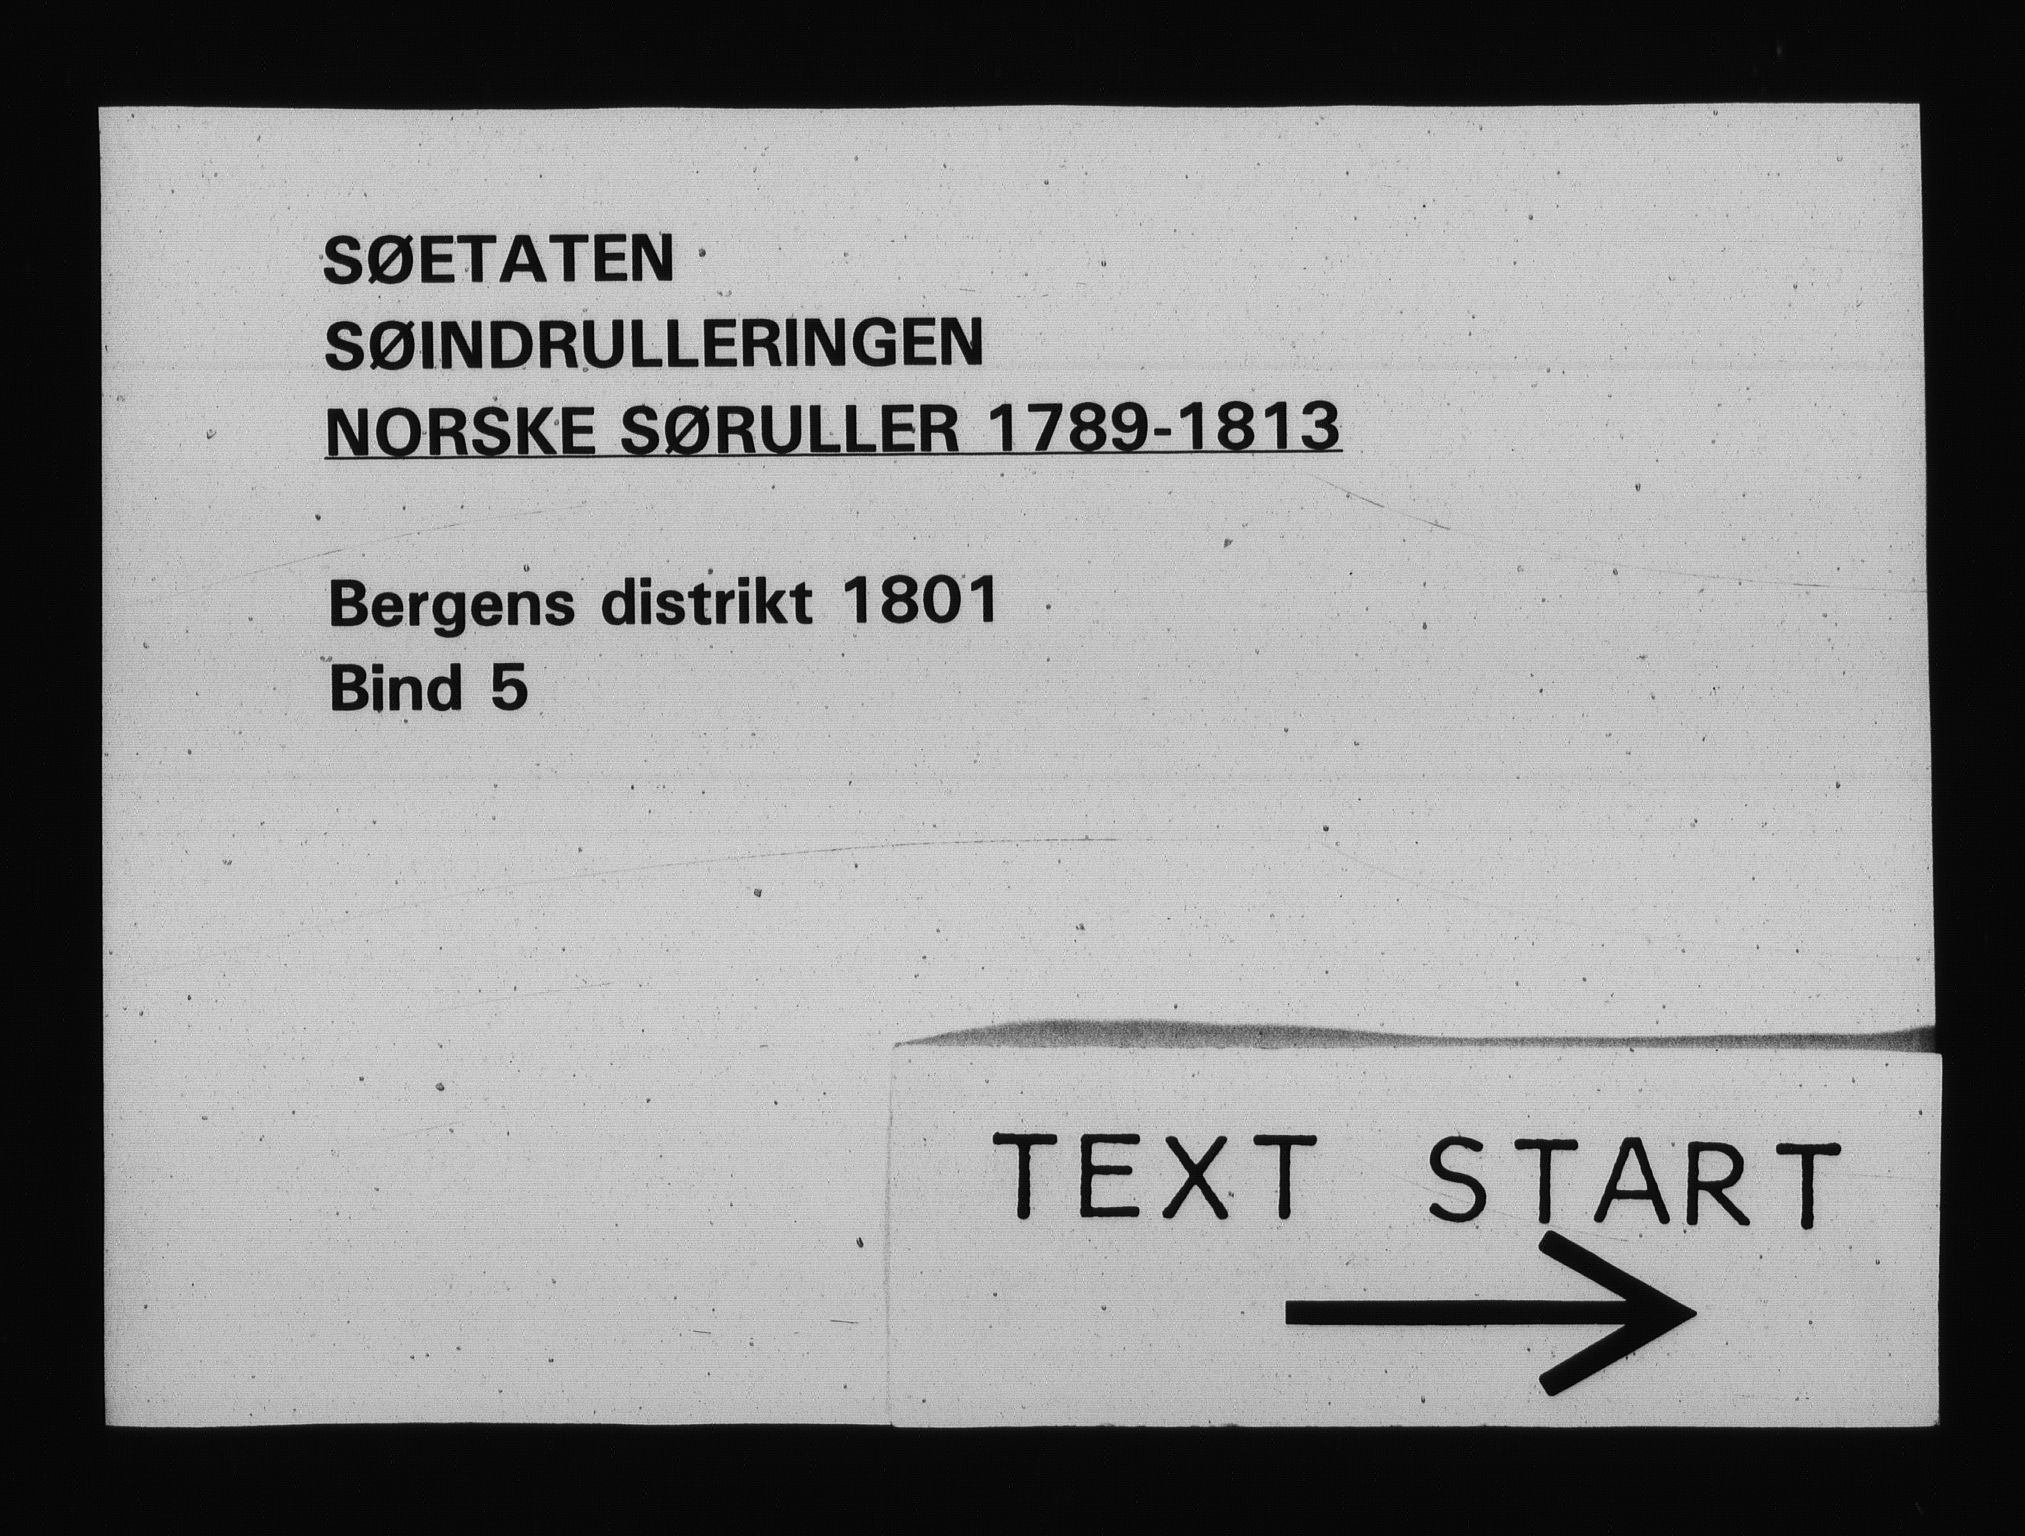 SØETATEN
SØINDRULLERINGEN
NORSKE SØRULLER 1789-1813
Bergens distrikt 1801
Bind 5
TEXT START